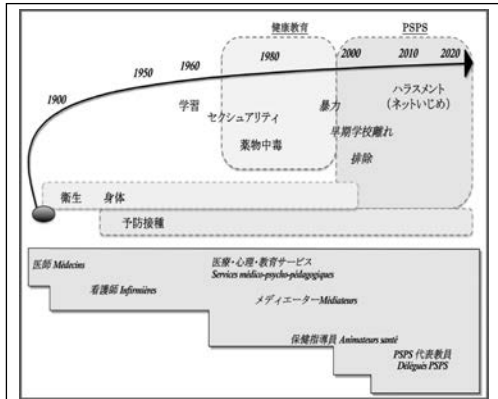 健康教育
PSPS
1900
1950
1960
1980
2000
2010
2020
学習
セクシュアリティ
薬物中毒
暴力
早期学校離れ
排除
ハラスメント
(ネットいじめ)
衛生 身体
予防接種
医師 Médecins
看護師 Infirmières
医療・心理・教育サービス
Services médico-psycho-pédagogiques
メディエーター Médiateurs
保健指導員 Animateurs santé
PSPS 代表教員
Délégués PSPS